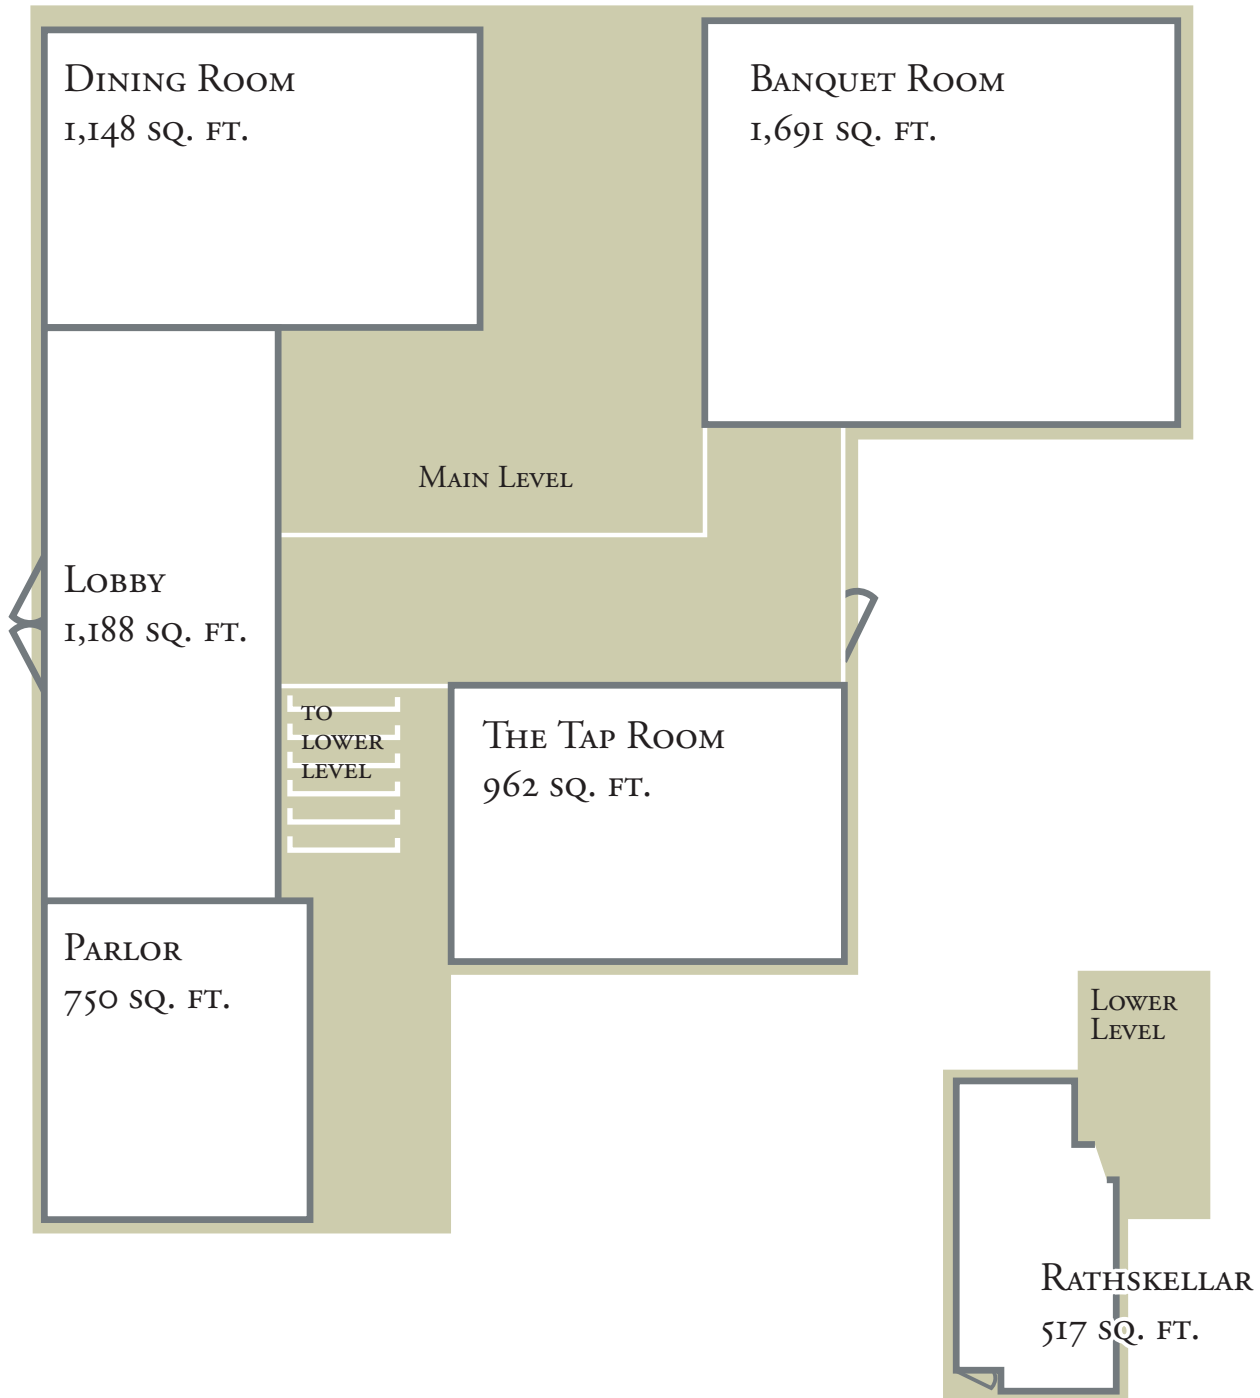 Dining Room
1,148 sq. ft.
Banquet Room
1,691 sq. ft.
Main Level
Lobby
1,188 sq. ft.
to
lower
level
The Tap Room
962 sq. ft.
Parlor
750 sq. ft.
Lower
Level
Rathskellar
517 sq. ft.